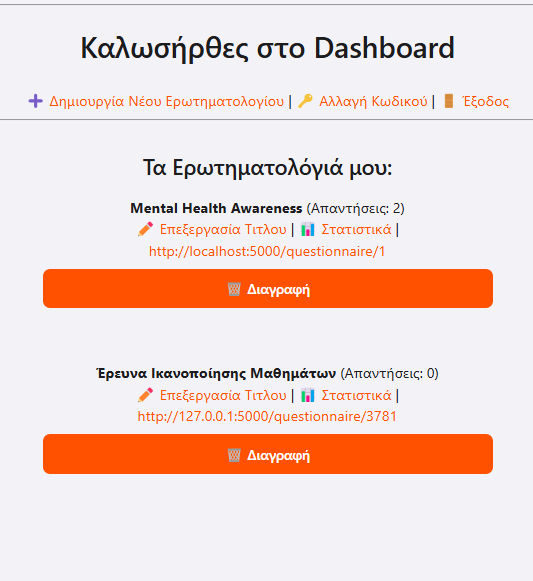 Καλωσήρθες στο Dashboard
➕ Δημιουργία Νέου Ερωτηματολογίου | 🔑 Αλλαγή Κωδικού | 🚪 Έξοδος
Τα Ερωτηματολόγιά μου:
Mental Health Awareness (Απαντήσεις: 2)
✏️ Επεξεργασία Τιτλου | 📊 Στατιστικά |
http://localhost:5000/questionnaire/1
🗑️ Διαγραφή
Έρευνα Ικανοποίησης Μαθημάτων (Απαντήσεις: 0)
✏️ Επεξεργασία Τιτλου | 📊 Στατιστικά |
http://127.0.0.1:5000/questionnaire/3781
🗑️ Διαγραφή